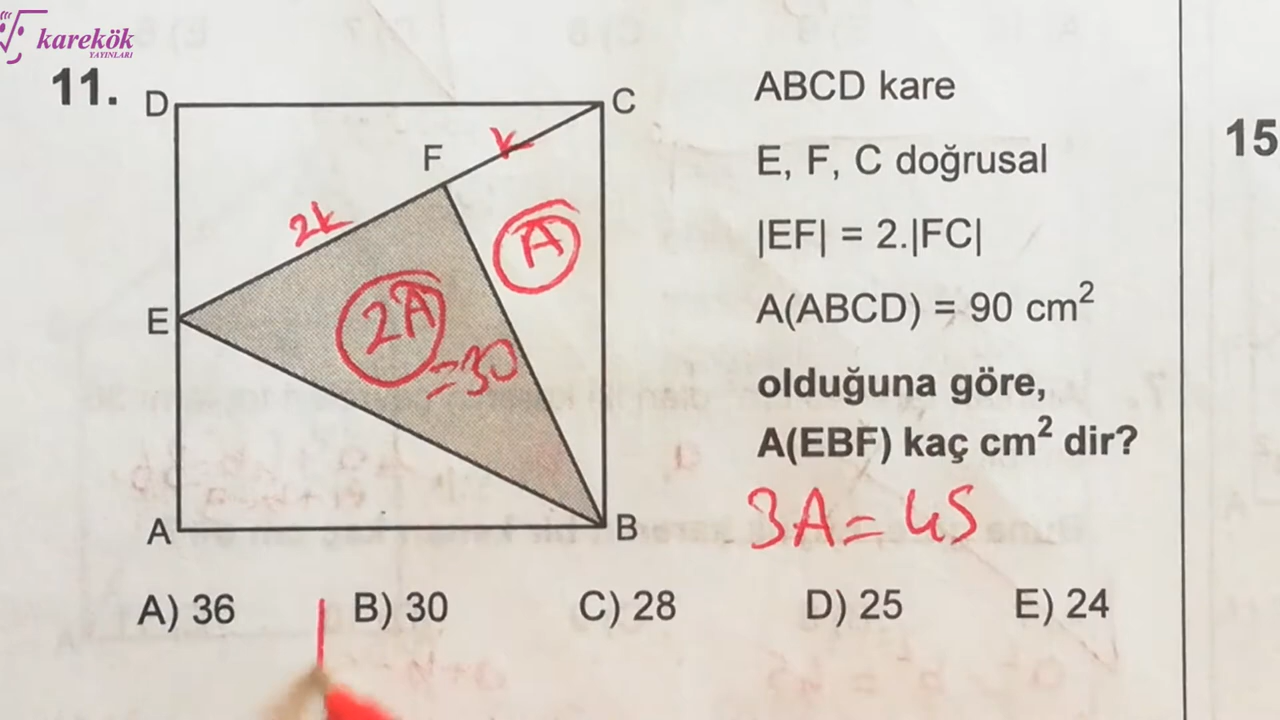 karekök
YAYINLARI
11.
D
C
F
k
2k
A
2A
=30
E
A
B
ABCD kare
E, F, C doğrusal
|EF| = 2.|FC|
A(ABCD) = 90 cm²
olduğuna göre,
A(EBF) kaç cm² dir?
3A = 45
A) 36 B) 30 C) 28 D) 25 E) 24
15